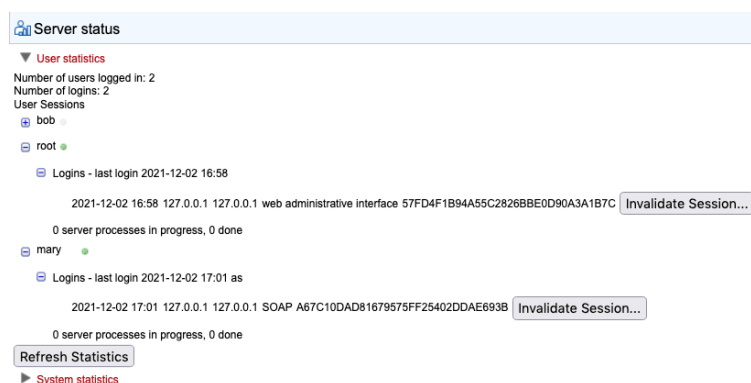 Server status
User statistics
Number of users logged in: 2
Number of logins: 2
User Sessions
bob
root
Logins - last login 2021-12-02 16:58
2021-12-02 16:58 127.0.0.1 127.0.0.1 web administrative interface 57FD4F1B94A55C2826BBE0D90A3A1B7C Invalidate Session...
0 server processes in progress, 0 done
mary
Logins - last login 2021-12-02 17:01 as
2021-12-02 17:01 127.0.0.1 127.0.0.1 SOAP A67C10DAD81679575FF25402DDAE693B Invalidate Session...
0 server processes in progress, 0 done
Refresh Statistics
System statistics